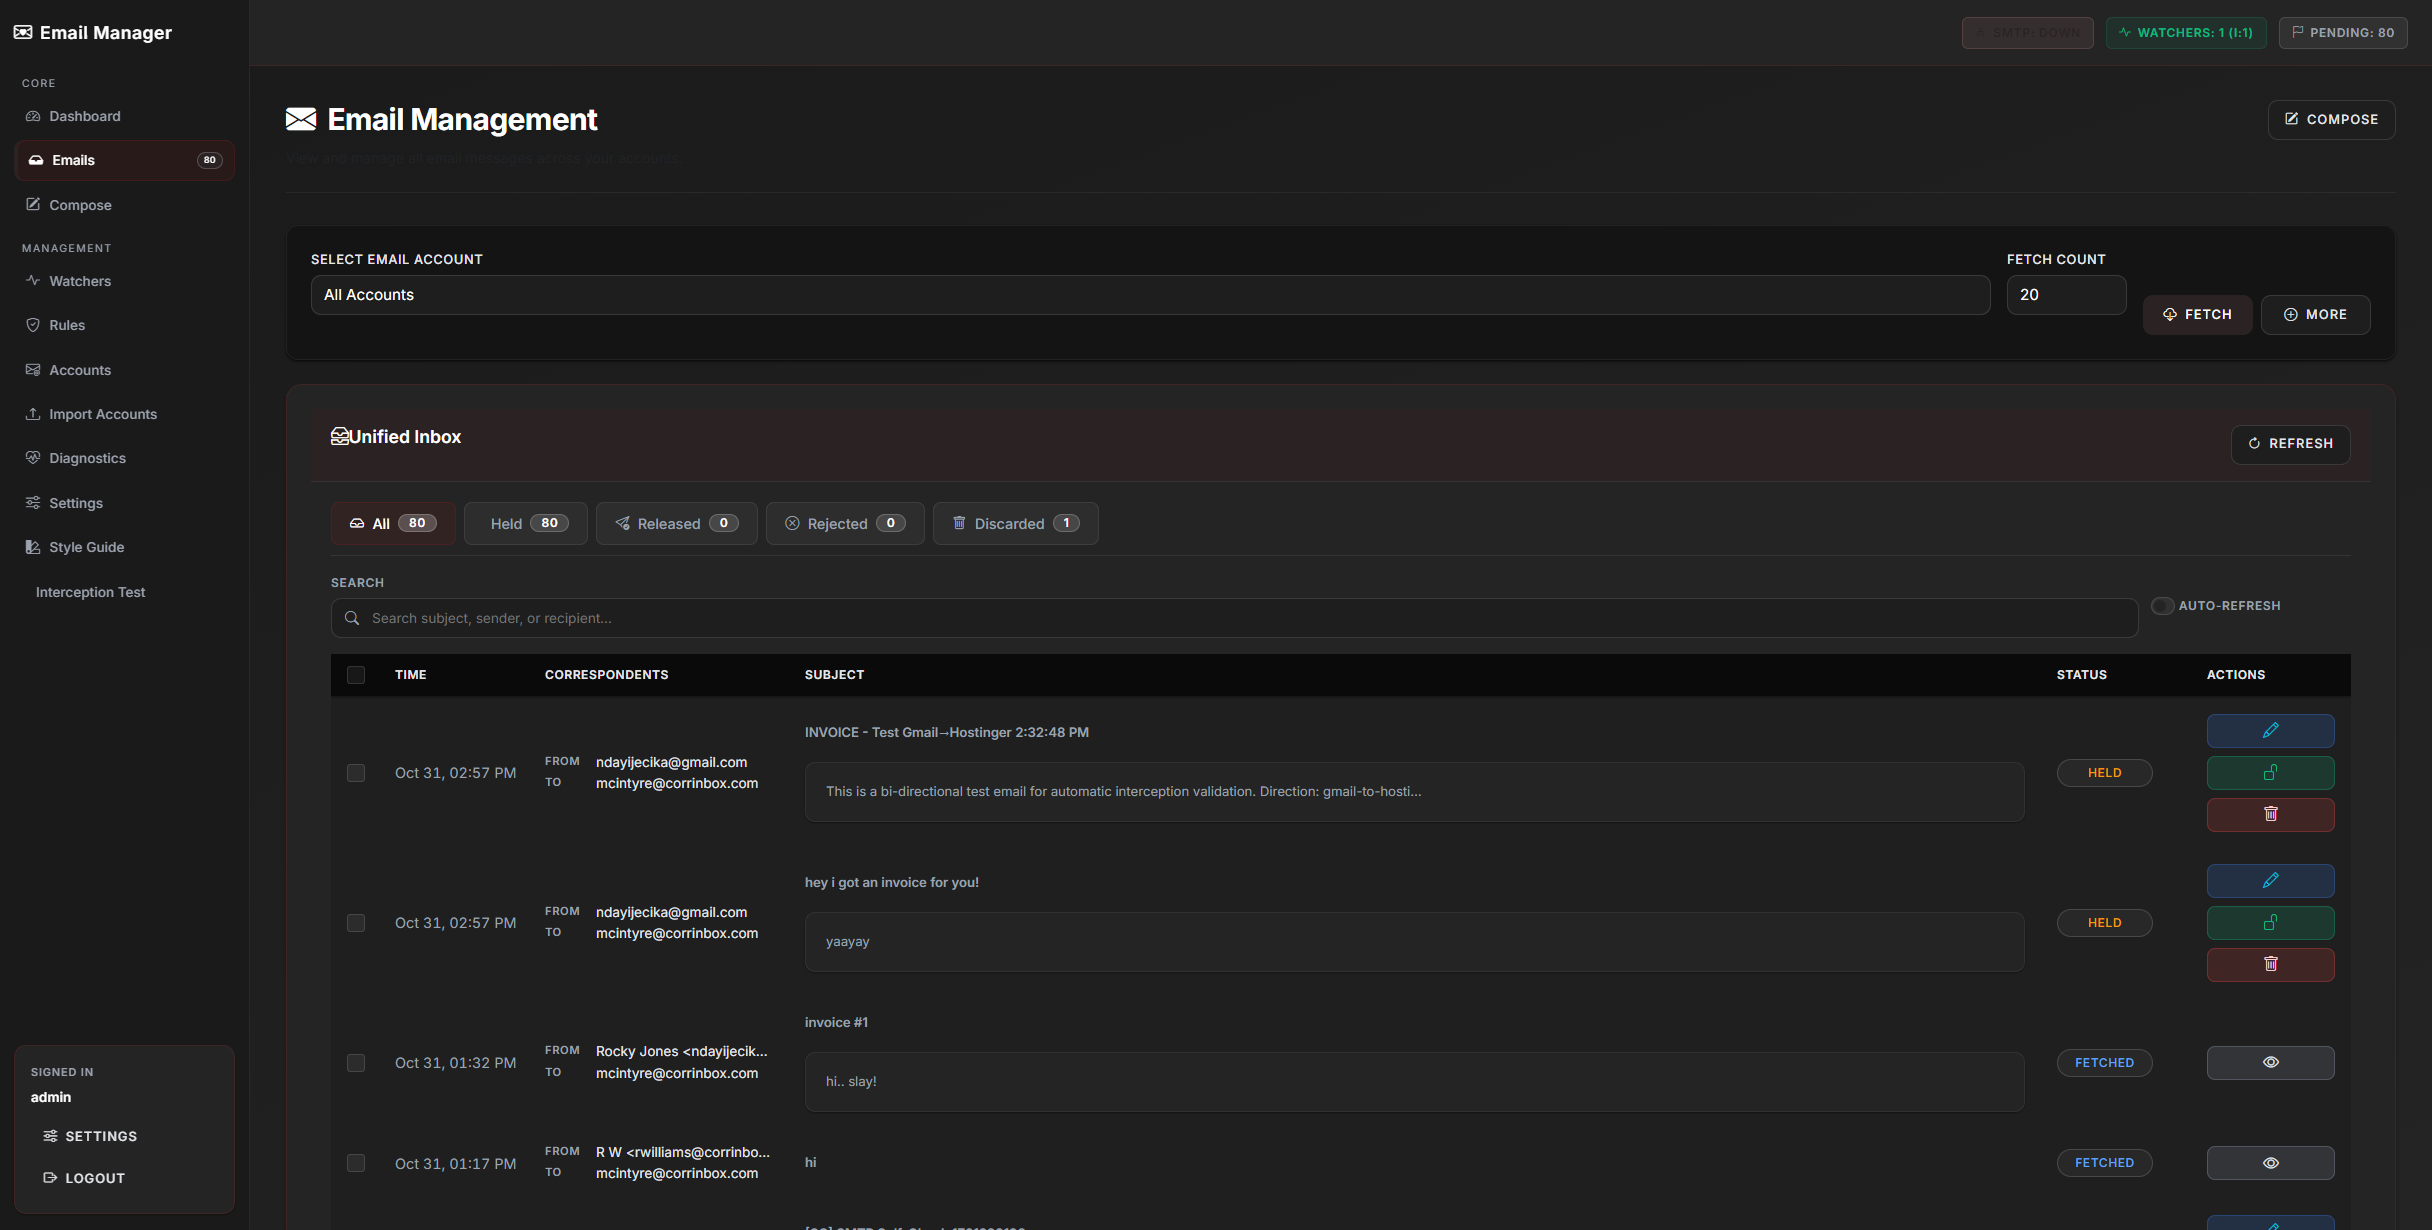 Email Manager
SMTP: DOWN
WATCHERS: 1 (I:1)
PENDING: 80
CORE
Dashboard
Emails 80
Compose
MANAGEMENT
Watchers
Rules
Accounts
Import Accounts
Diagnostics
Settings
Style Guide
Interception Test
SIGNED IN
admin
SETTINGS
LOGOUT
Email Management
COMPOSE
View and manage all email messages across your accounts
SELECT EMAIL ACCOUNT
All Accounts
FETCH COUNT
20
FETCH
MORE
Unified Inbox
REFRESH
All 80
Held 80
Released 0
Rejected 0
Discarded 1
SEARCH
Search subject, sender, or recipient...
AUTO-REFRESH
TIME CORRESPONDENTS SUBJECT STATUS ACTIONS
INVOICE - Test Gmail→Hostinger 2:32:48 PM
Oct 31, 02:57 PM
FROM ndayijecika@gmail.com
TO mcintyre@corrinbox.com
This is a bi-directional test email for automatic interception validation. Direction: gmail-to-hosti...
HELD
hey i got an invoice for you!
Oct 31, 02:57 PM
FROM ndayijecika@gmail.com
TO mcintyre@corrinbox.com
yaayay
HELD
invoice #1
Oct 31, 01:32 PM
FROM Rocky Jones <ndayijecik...
TO mcintyre@corrinbox.com
hi.. slay!
FETCHED
Oct 31, 01:17 PM
FROM R W <rwilliams@corrinbo...
TO mcintyre@corrinbox.com
hi
FETCHED